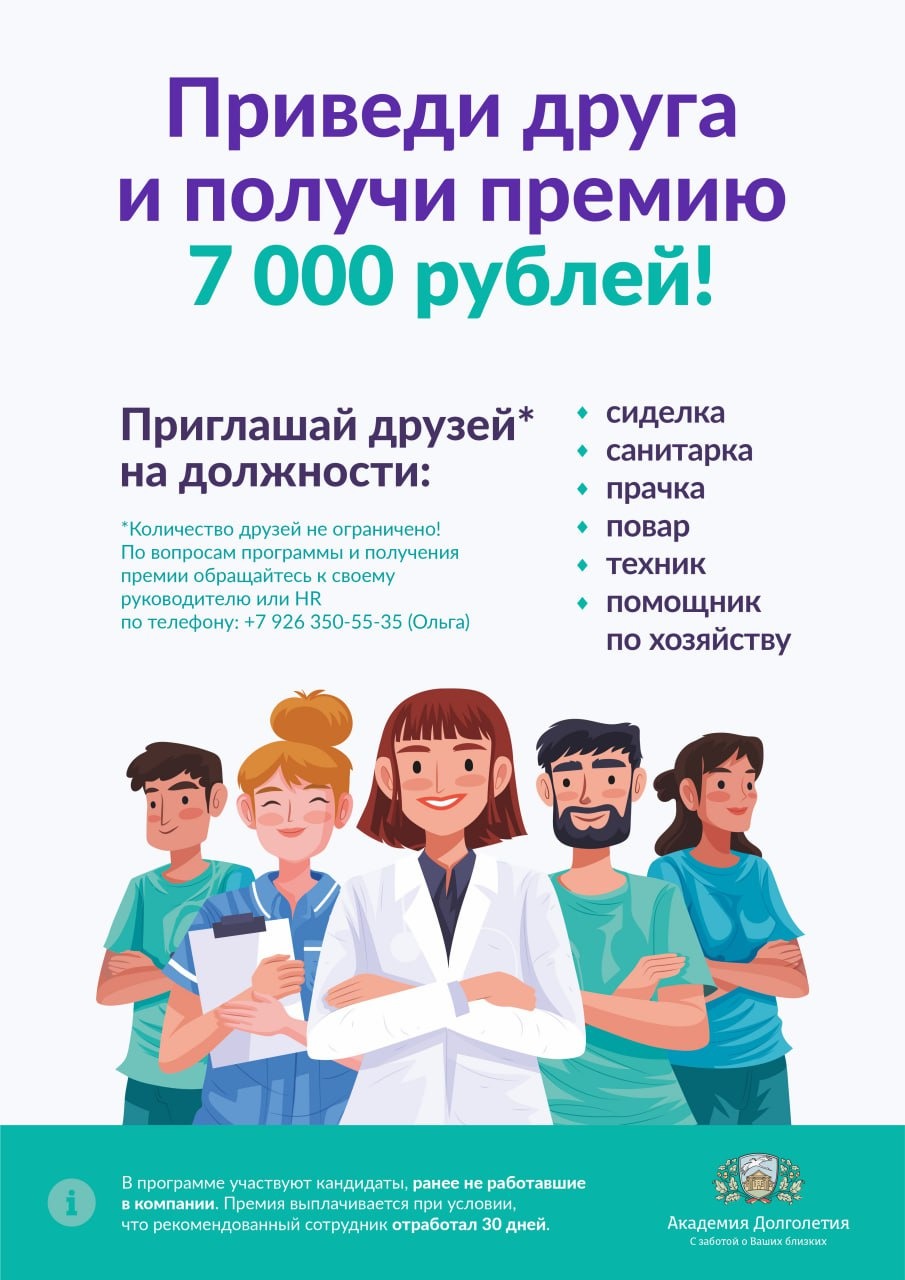 Приведи друга
и получи премию
7 000 рублей!
Приглашай друзей*
на должности:
*Количество друзей не ограничено!
По вопросам программы и получения
премии обращайтесь к своему
руководителю или HR
по телефону: +7 926 350-55-35 (Ольга)
сиделка
санитарка
прачка
повар
техник
помощник
по хозяйству
i
В программе участвуют кандидаты, ранее не работавшие
в компании. Премия выплачивается при условии,
что рекомендованный сотрудник отработал 30 дней.
Академия Долголетия
С заботой о Ваших близких